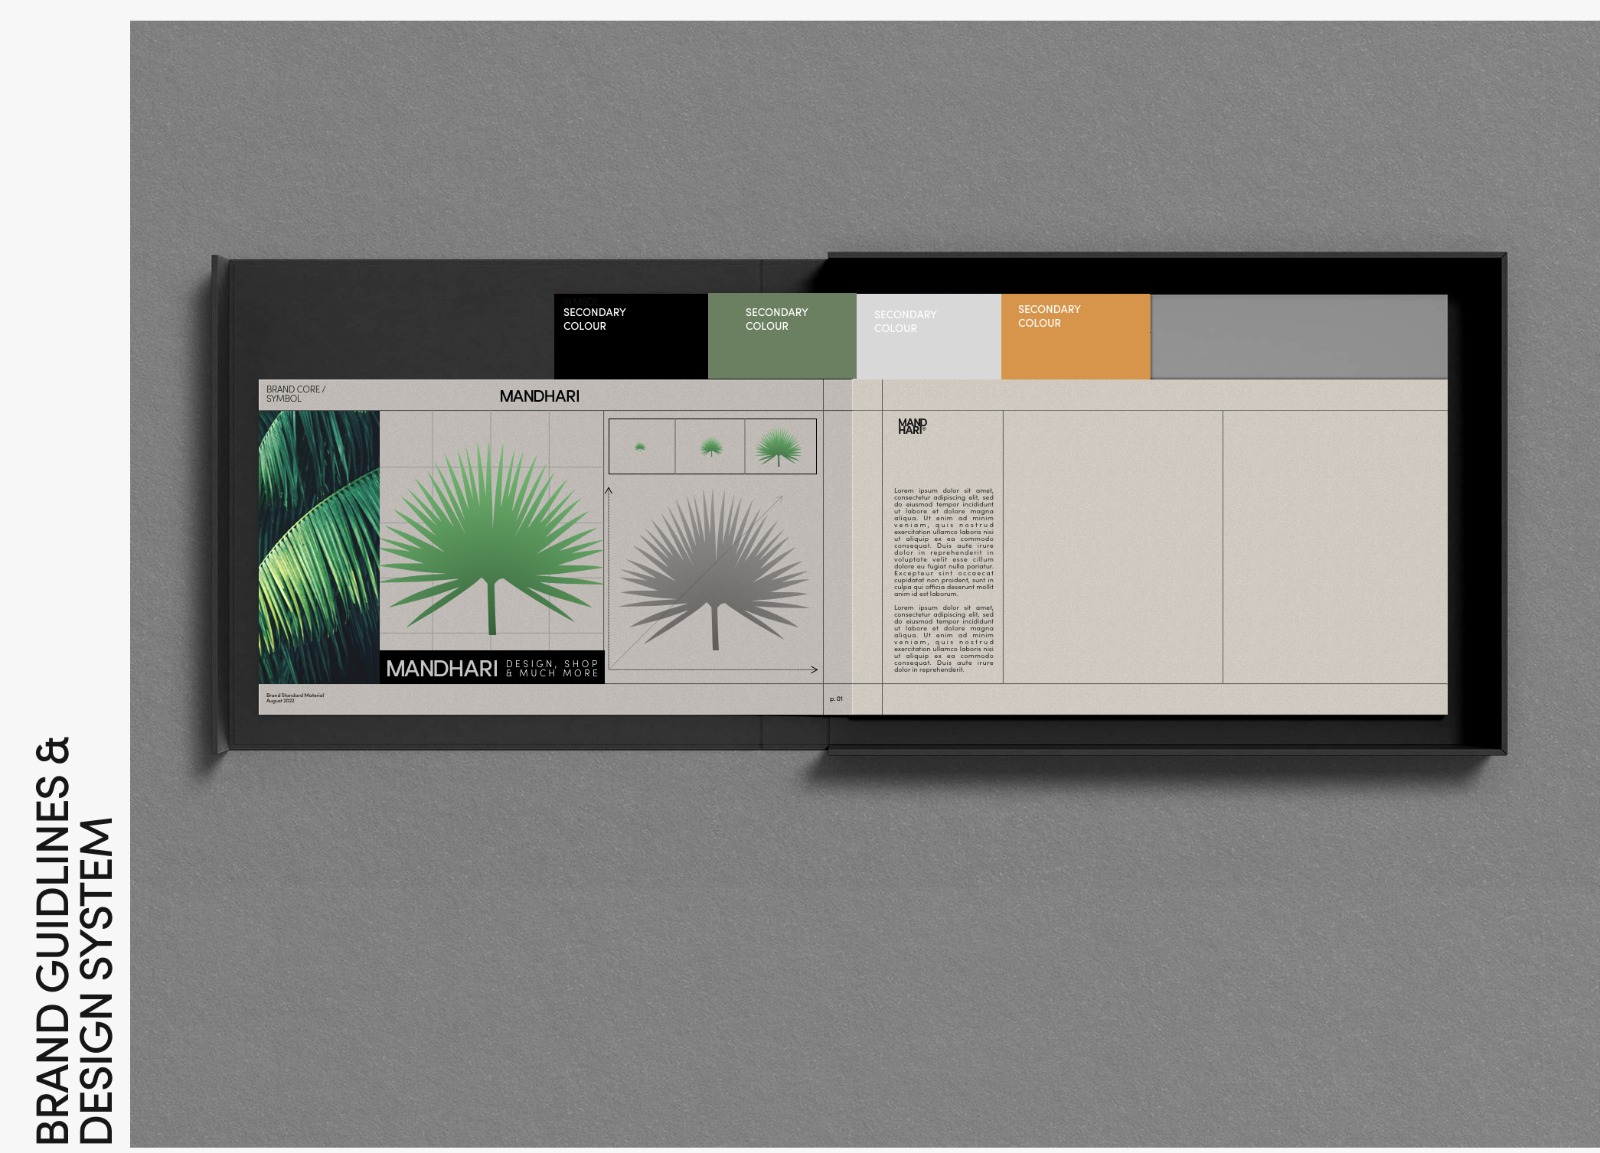 BRAND GUIDLINES &
DESIGN SYSTEM
SYMBOL
SECONDARY
COLOUR
SECONDARY
COLOUR
SECONDARY
COLOUR
SECONDARY
COLOUR
BRAND CORE /
SYMBOL
MANDHARI
MANDHARI
DESIGN, SHOP
& MUCH MORE
Brand Standard Material
August 2022
p. 01
MAND
HARI®
Lorem ipsum dolor sit amet,
consectetur adipiscing elit, sed
do eiusmod tempor incididunt
ut labore et dolore magna
aliqua. Ut enim ad minim
veniam, quis nostrud
exercitation ullamco laboris nisi
ut aliquip ex ea commodo
consequat. Duis aute irure
dolor in reprehenderit in
voluptate velit esse cillum
dolore eu fugiat nulla pariatur.
Excepteur sint occaecat
cupidatat non proident, sunt in
culpa qui officia deserunt mollit
anim id est laborum.
Lorem ipsum dolor sit amet,
consectetur adipiscing elit, sed
do eiusmod tempor incididunt
ut labore et dolore magna
aliqua. Ut enim ad minim
veniam, quis nostrud
exercitation ullamco laboris nisi
ut aliquip ex ea commodo
consequat. Duis aute irure
dolor in reprehenderit.